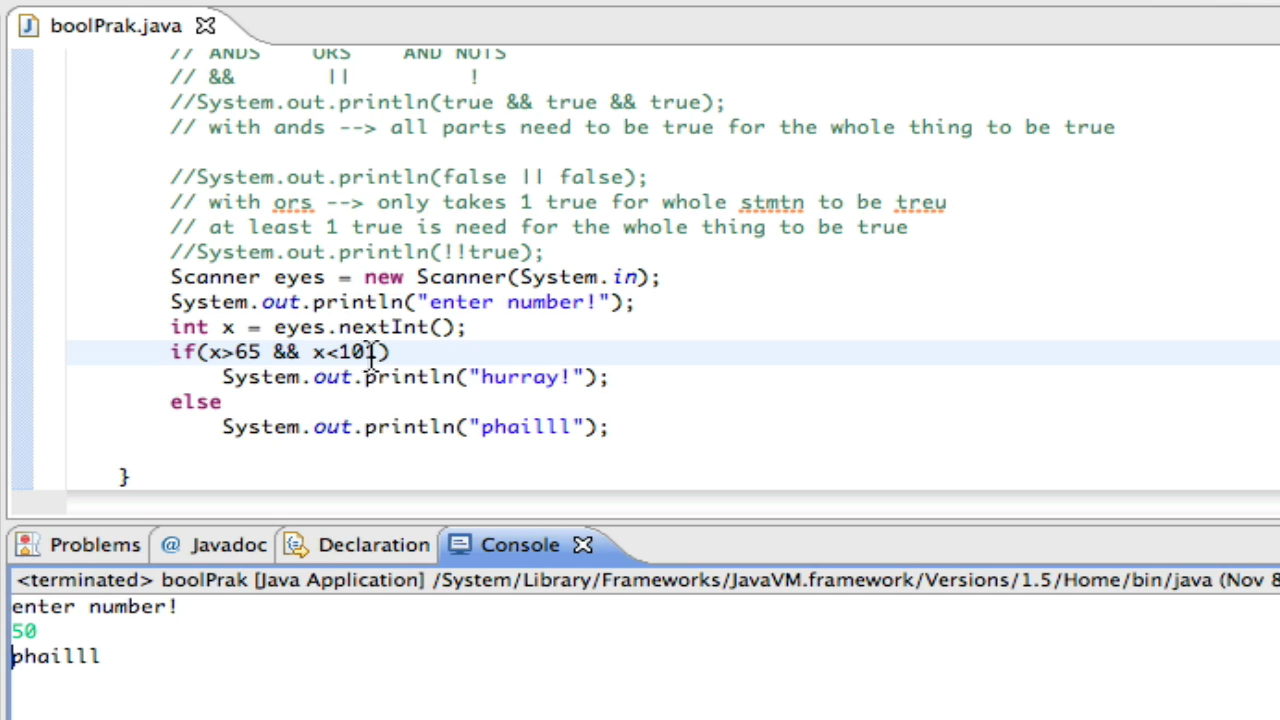 boolPrak.java
// ANDS    ORS    AND NOTS
// &&       ||         !
//System.out.println(true && true && true);
// with ands --> all parts need to be true for the whole thing to be true
//System.out.println(false || false);
// with ors --> only takes 1 true for whole stmtn to be treu
// at least 1 true is need for the whole thing to be true
//System.out.println(!!true);
Scanner eyes = new Scanner(System.in);
System.out.println("enter number!");
int x = eyes.nextInt();
if(x>65 && x<101)
System.out.println("hurray!");
else
System.out.println("phailll");
}
Problems @ Javadoc Declaration Console
<terminated> boolPrak [Java Application] /System/Library/Frameworks/JavaVM.framework/Versions/1.5/Home/bin/java (Nov 8
enter number!
50
phailll